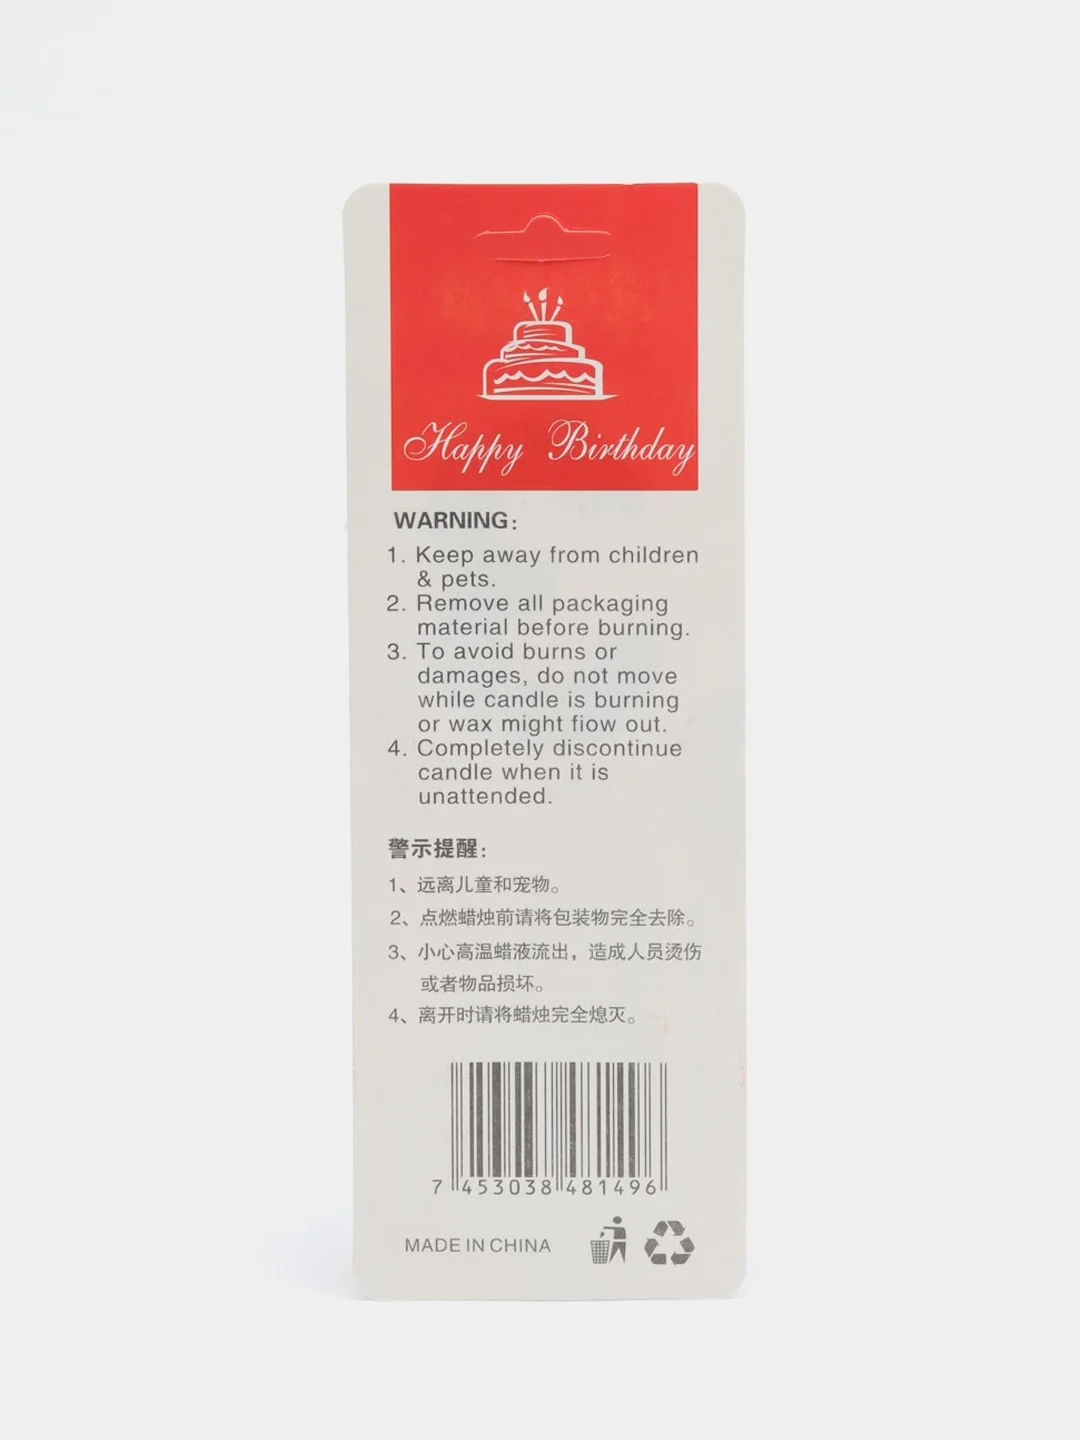 Happy Birthday
WARNING:
1. Keep away from children
& pets.
2. Remove all packaging
material before burning.
3. To avoid burns or
damages, do not move
while candle is burning
or wax might fiow out.
4. Completely discontinue
candle when it is
unattended.
警示提醒:
1、远离儿童和宠物。
2、点燃蜡烛前请将包装物完全去除。
3、小心高温蜡液流出，造成人员烫伤
或者物品损坏。
4、离开时请将蜡烛完全熄灭。
7 453038 481496
MADE IN CHINA